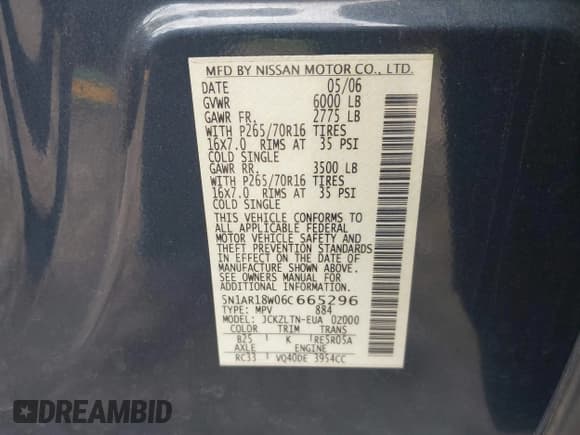 MFD BY NISSAN MOTOR CO., LTD.
DATE 05/06
GVWR 6000 LB
GAWR FR. 2775 LB
WITH P265/70R16 TIRES
16x7.0 RIMS AT 35 PSI
COLD SINGLE
GAWR RR. 3500 LB
WITH P265/70R16 TIRES
16x7.0 RIMS AT 35 PSI
COLD SINGLE
THIS VEHICLE CONFORMS TO
ALL APPLICABLE FEDERAL
MOTOR VEHICLE SAFETY AND
THEFT PREVENTION STANDARDS
IN EFFECT ON THE DATE OF
MANUFACTURE SHOWN ABOVE.
SEE OWNERS MANUAL FOR
ADDITIONAL INFORMATION.
5N1AR18W06C665296
TYPE: MPV 884
MODEL: JCKZLTN-EUA 02000
COLOR TRIM TRANS
B25 K RE5R05A
AXLE ENGINE
RC33 VQ40DE 3954CC
DREAMBID